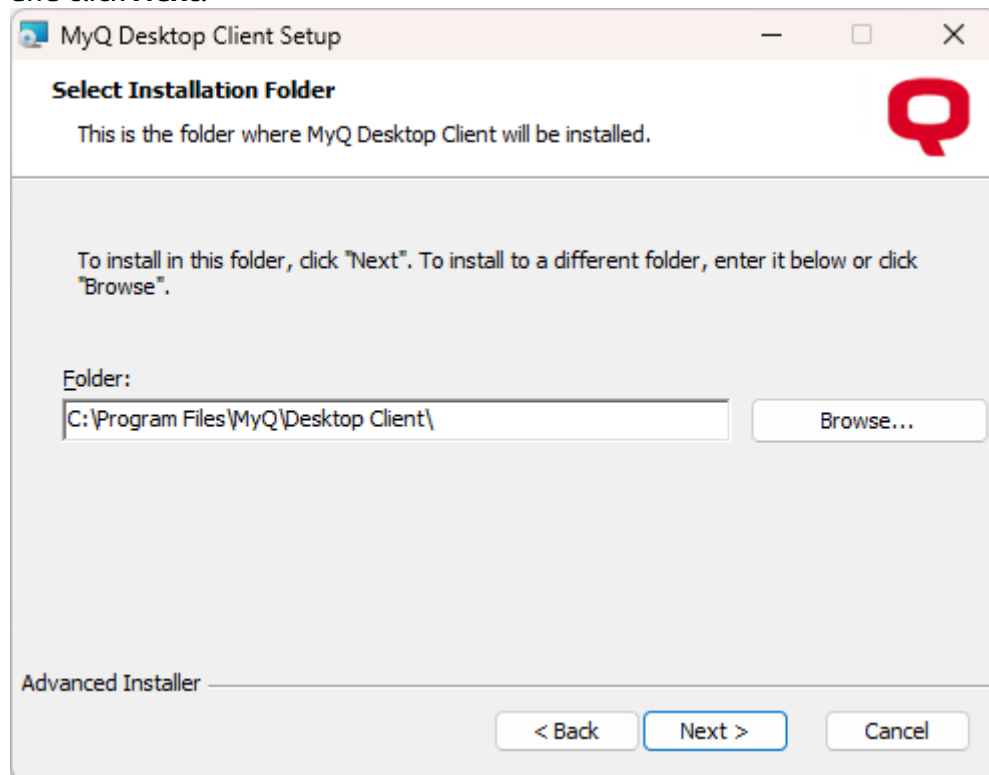 MyQ Desktop Client Setup
Select Installation Folder
This is the folder where MyQ Desktop Client will be installed.
To install in this folder, click "Next". To install to a different folder, enter it below or click
"Browse".
Folder:
C:\Program Files\MyQ\Desktop Client\
Browse...
Advanced Installer
< Back
Next >
Cancel